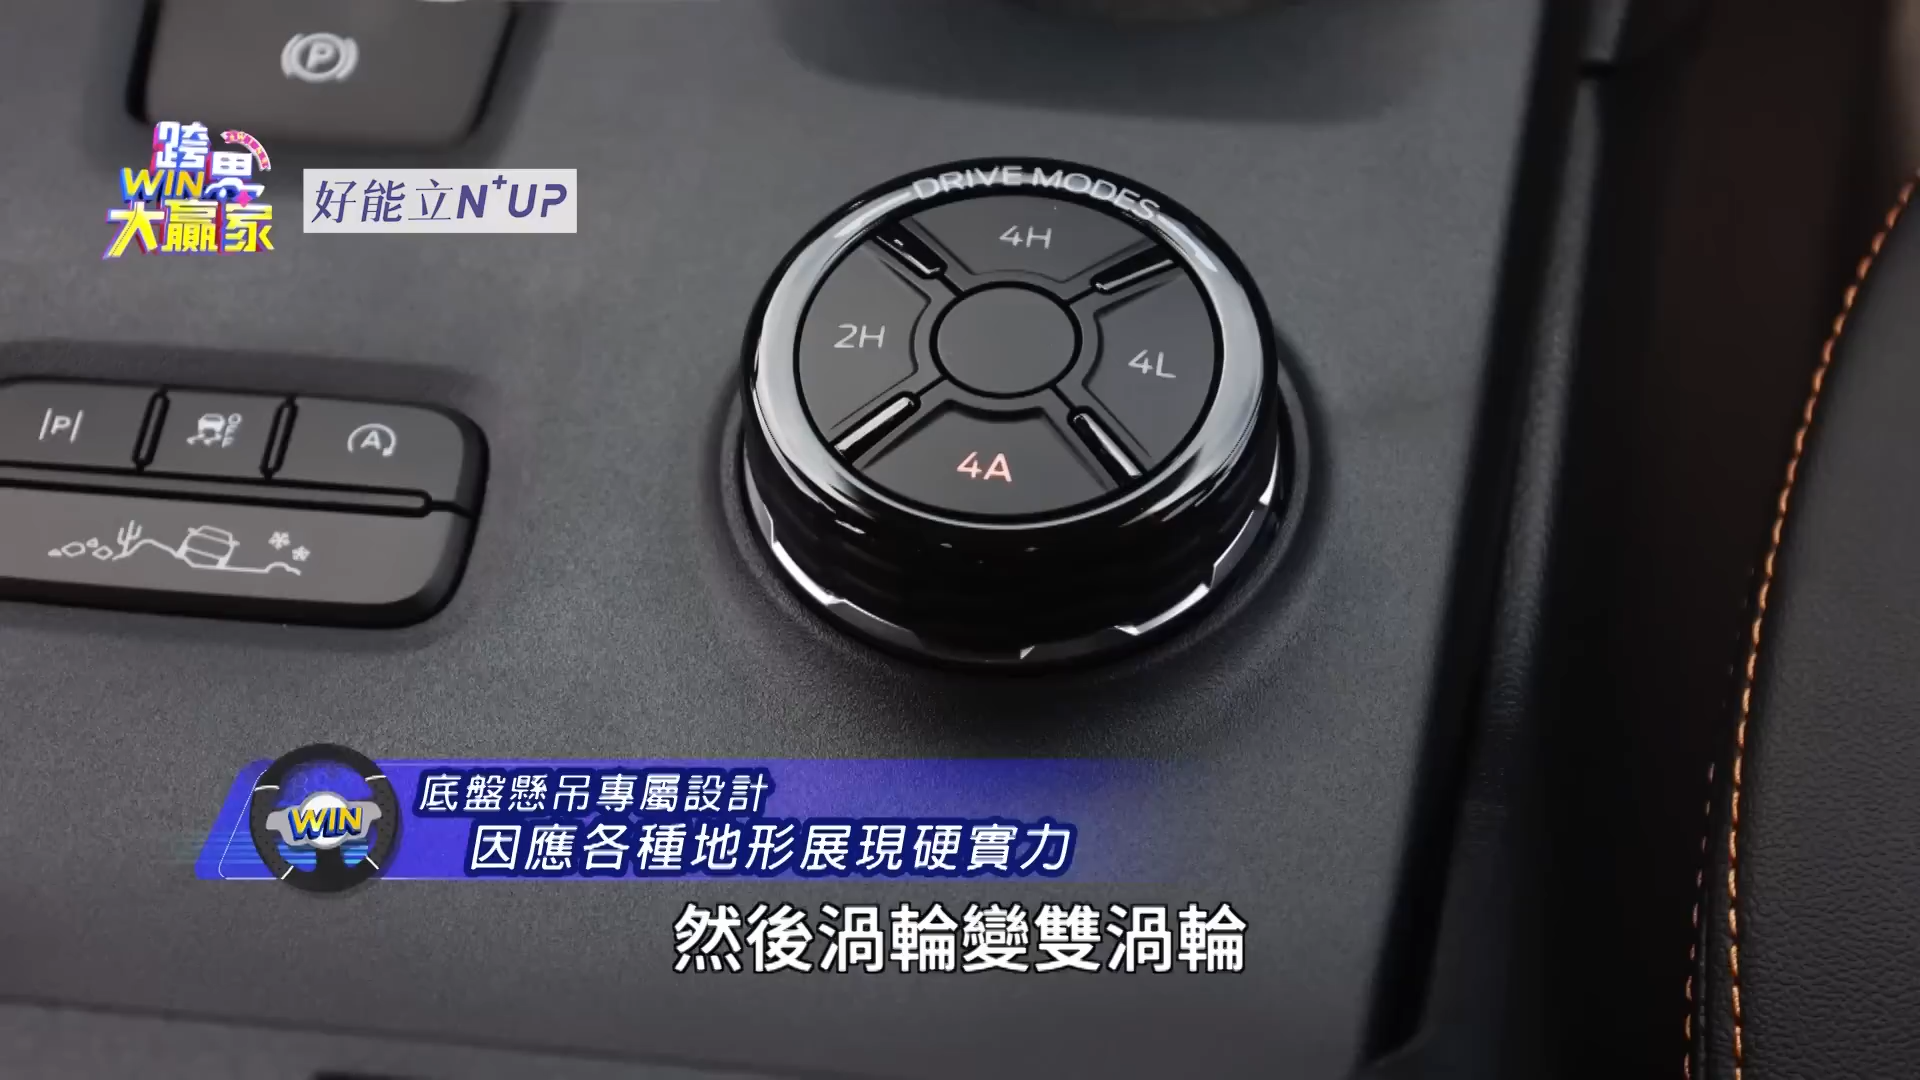 P
跨界
WIN
大贏家
好能立N+UP
DRIVE MODES
4H
2H
4L
4A
|P|
OFF
A
WIN
底盤懸吊專屬設計
因應各種地形展現硬實力
然後渦輪變雙渦輪